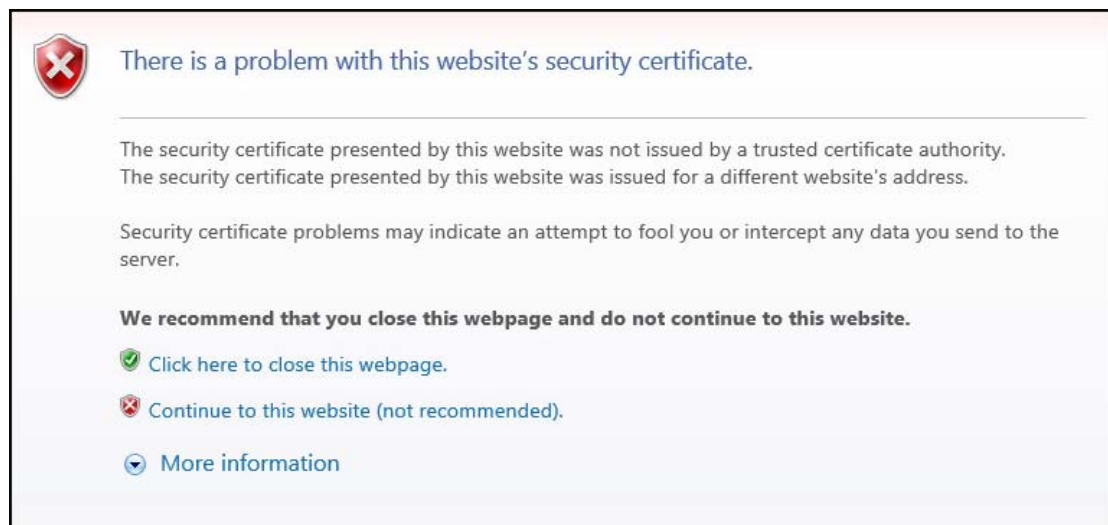 There is a problem with this website's security certificate.
The security certificate presented by this website was not issued by a trusted certificate authority.
The security certificate presented by this website was issued for a different website's address.
Security certificate problems may indicate an attempt to fool you or intercept any data you send to the
server.
We recommend that you close this webpage and do not continue to this website.
Click here to close this webpage.
Continue to this website (not recommended).
More information